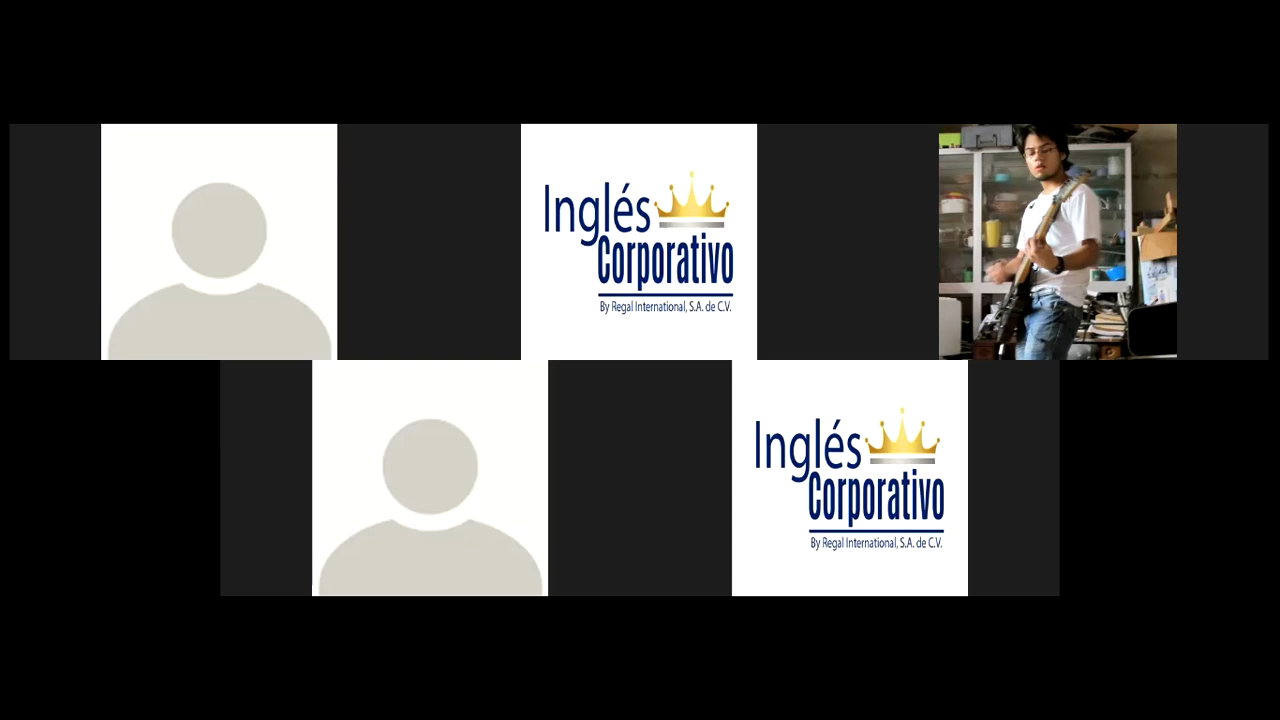 Inglés
Corporativo
By Regal International, S.A. de C.V.
Inglés
Corporativo
By Regal International, S.A. de C.V.